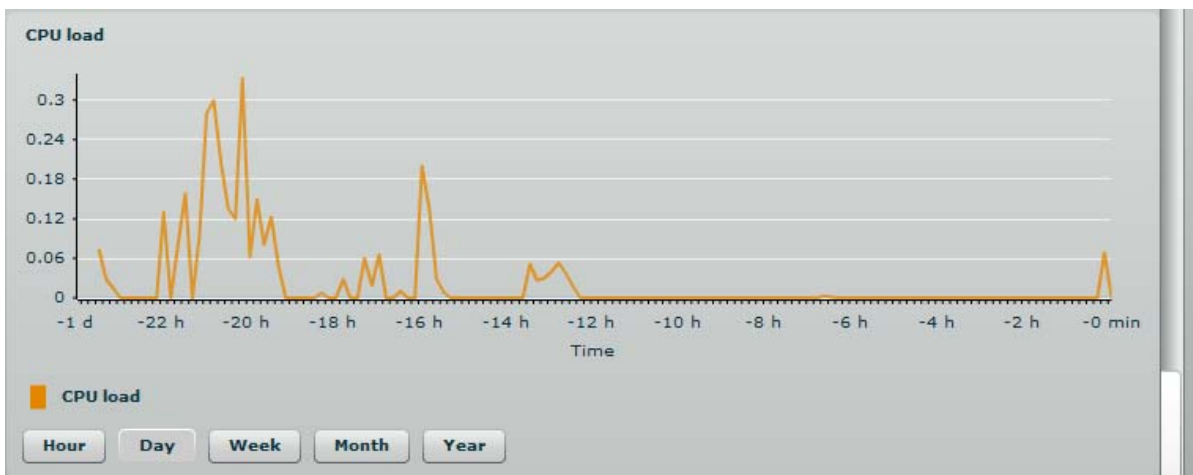 CPU load
0.3
0.24
0.18
0.12
0.06
0
-1 d -22 h -20 h -18 h -16 h -14 h -12 h -10 h -8 h -6 h -4 h -2 h -0 min
Time
CPU load
Hour Day Week Month Year